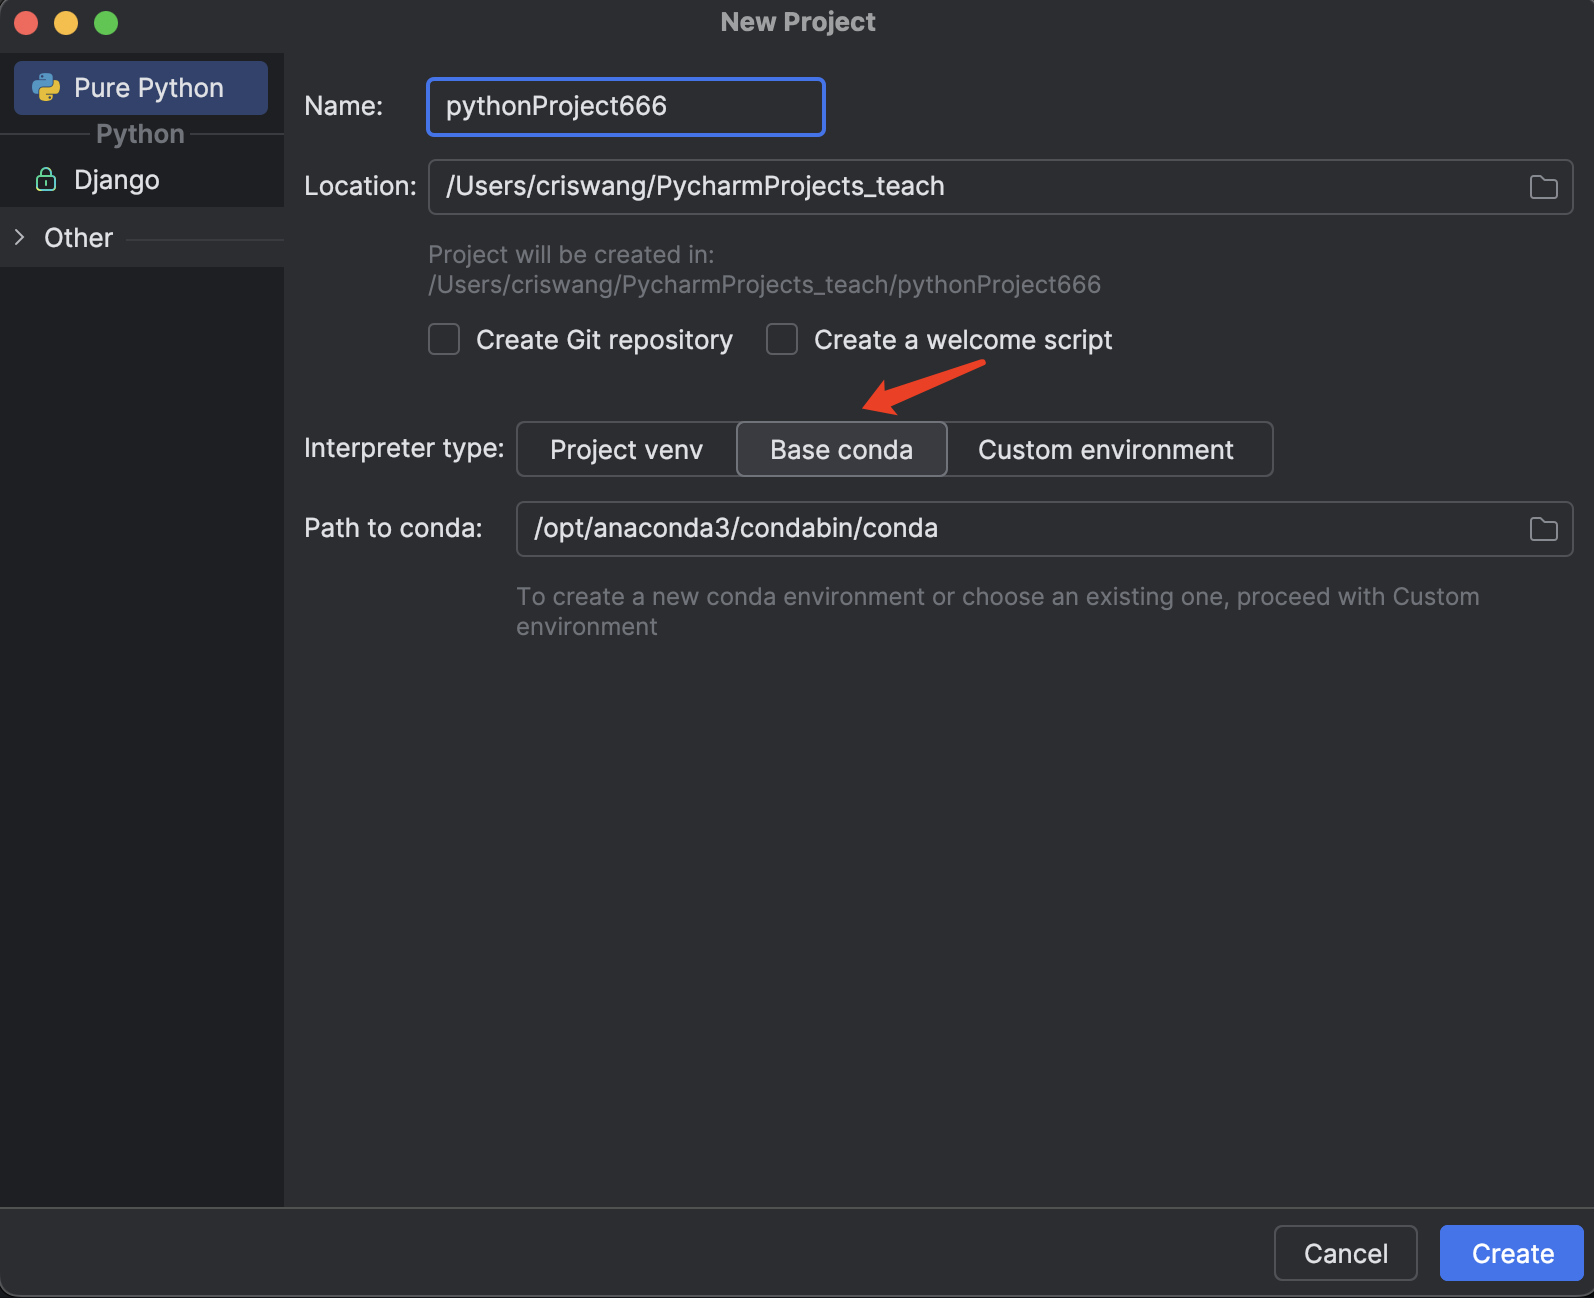 New Project
Pure Python
Python
Django
Other
Name: pythonProject666
Location: /Users/criswang/PycharmProjects_teach
Project will be created in:
/Users/criswang/PycharmProjects_teach/pythonProject666
Create Git repository Create a welcome script
Interpreter type: Project venv Base conda Custom environment
Path to conda: /opt/anaconda3/condabin/conda
To create a new conda environment or choose an existing one, proceed with Custom
environment
Cancel Create